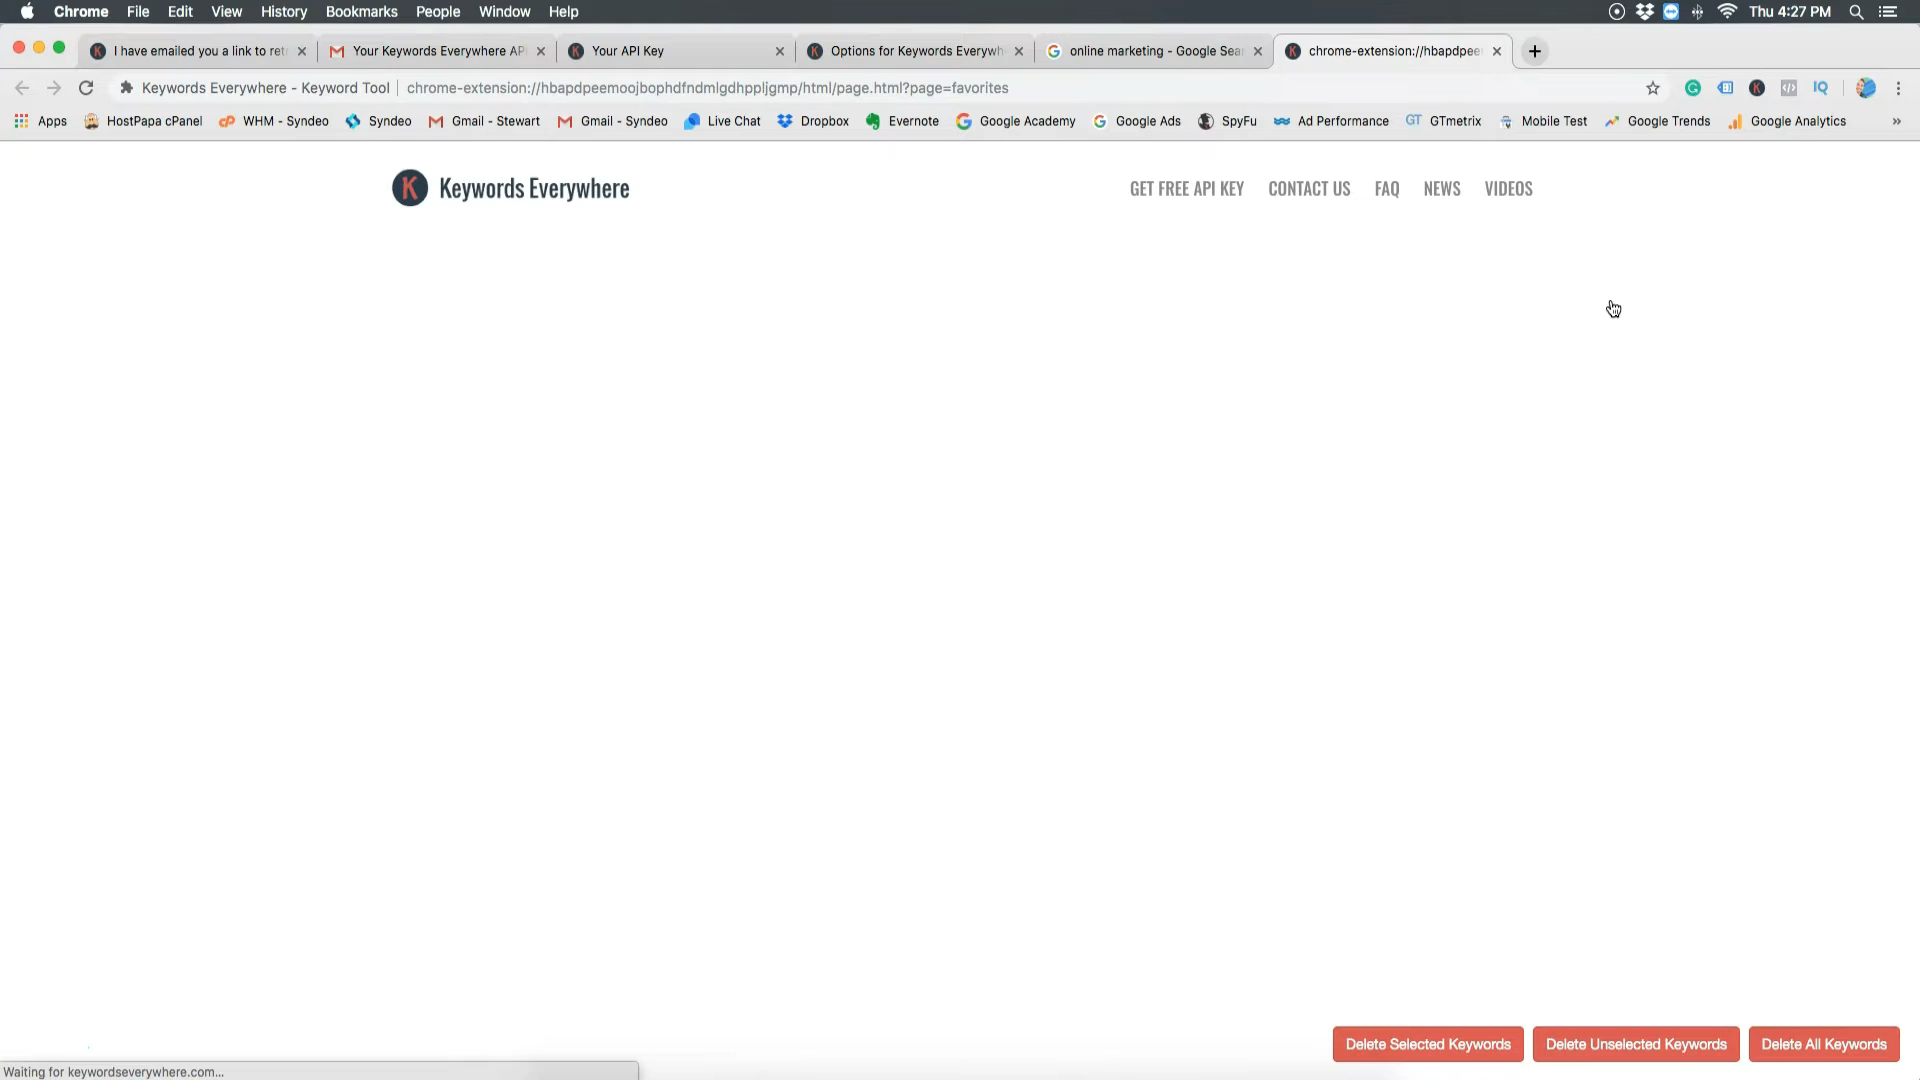 Chrome File Edit View History Bookmarks People Window Help Thu 4:27 PM
K I have emailed you a link to ret Your Keywords Everywhere AP K Your API Key K Options for Keywords Everywh online marketing - Google Sea K chrome-extension://hbapdpee
Keywords Everywhere - Keyword Tool chrome-extension://hbapdpeemoojbophdfndmlgdhppljgmp/html/page.html?page=favorites K IQ
Apps HostPapa cPanel cP WHM - Syndeo Syndeo Gmail - Stewart Gmail - Syndeo Live Chat Dropbox Evernote Google Academy Google Ads SpyFu Ad Performance GT GTmetrix Mobile Test Google Trends Google Analytics »
K Keywords Everywhere GET FREE API KEY CONTACT US FAQ NEWS VIDEOS
Delete Selected Keywords Delete Unselected Keywords Delete All Keywords
Waiting for keywordseverywhere.com...